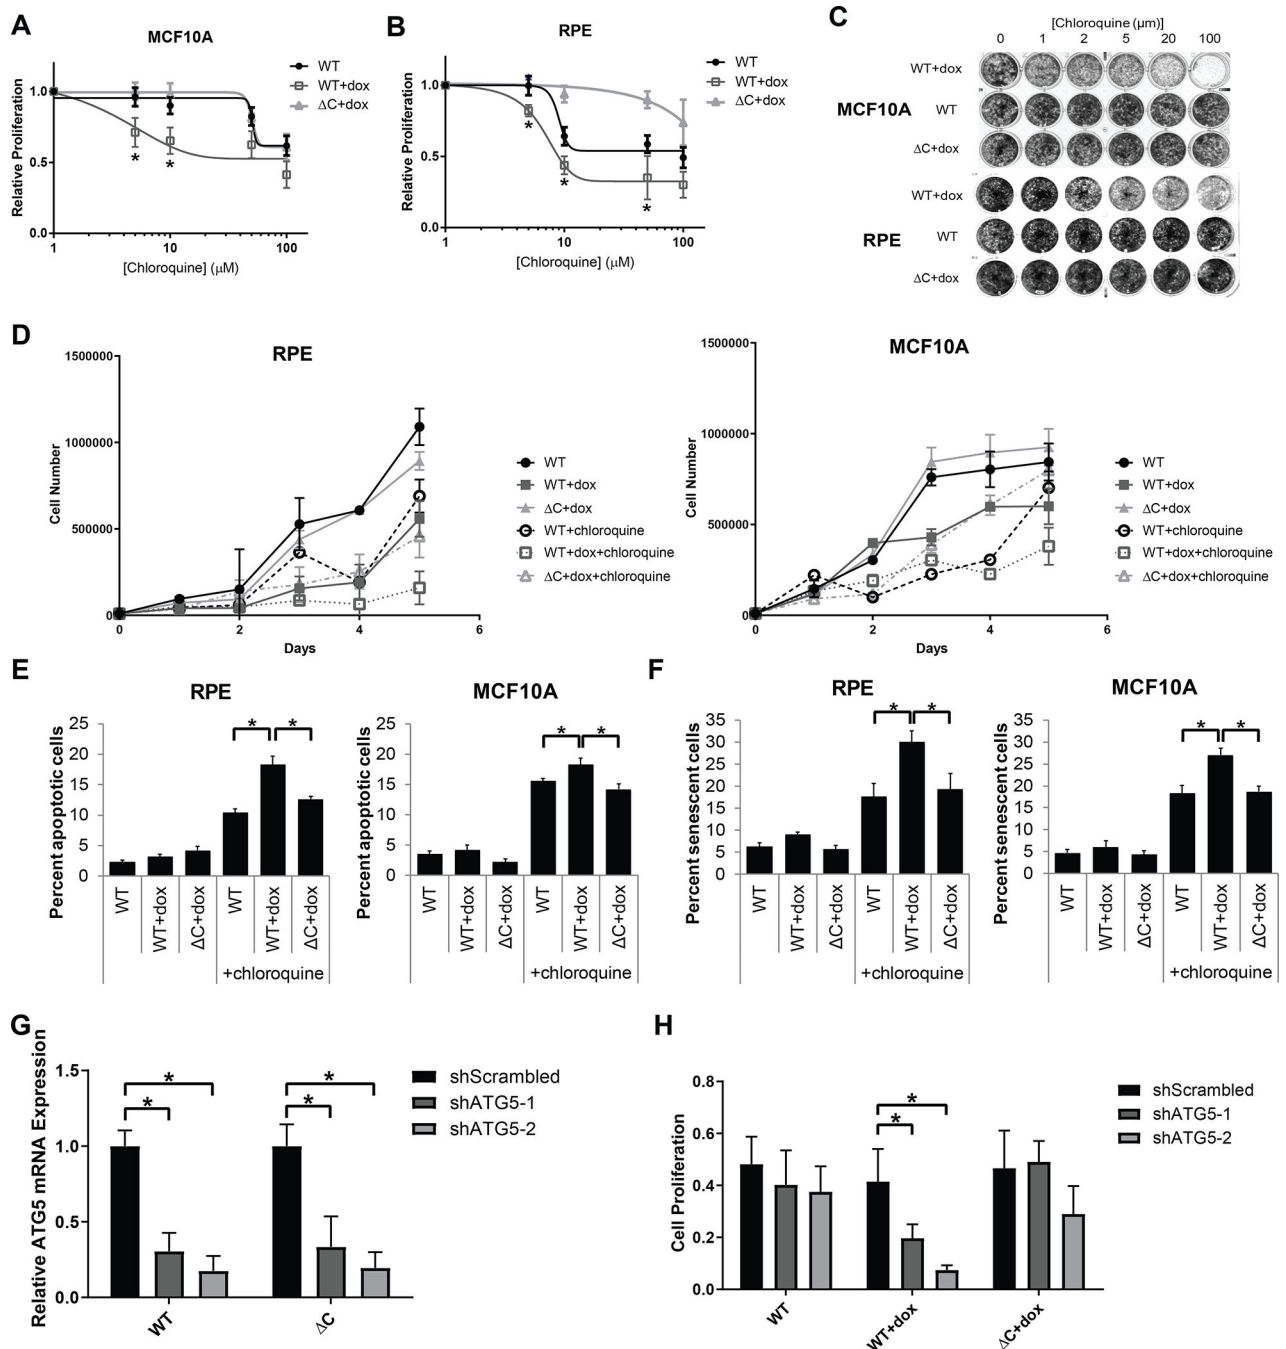 A
MCF10A
Relative Proliferation
1.0
0.5
0.0
1
10
100
[Chloroquine] (μM)
*
*
WT
WT+dox
ΔC+dox
B
RPE
Relative Proliferation
1.0
0.5
0.0
1
10
100
[Chloroquine] (μM)
*
*
*
WT
WT+dox
ΔC+dox
C
[Chloroquine (μm)]
0 1 2 5 20 100
MCF10A
WT+dox
WT
ΔC+dox
RPE
WT+dox
WT
ΔC+dox
D
RPE
Cell Number
1500000
1000000
500000
0
0 2 4 6
Days
WT
WT+dox
ΔC+dox
WT+chloroquine
WT+dox+chloroquine
ΔC+dox+chloroquine
MCF10A
Cell Number
1500000
1000000
500000
0
0 2 4 6
Days
WT
WT+dox
ΔC+dox
WT+chloroquine
WT+dox+chloroquine
ΔC+dox+chloroquine
E
RPE
Percent apoptotic cells
25
20
15
10
5
0
* *
WT
WT+dox
ΔC+dox
WT
WT+dox
ΔC+dox
+chloroquine
MCF10A
Percent apoptotic cells
25
20
15
10
5
0
* *
WT
WT+dox
ΔC+dox
WT
WT+dox
ΔC+dox
+chloroquine
F
RPE
Percent senescent cells
35
30
25
20
15
10
5
0
* *
WT
WT+dox
ΔC+dox
WT
WT+dox
ΔC+dox
+chloroquine
MCF10A
Percent senescent cells
35
30
25
20
15
10
5
0
* *
WT
WT+dox
ΔC+dox
WT
WT+dox
ΔC+dox
+chloroquine
G
Relative ATG5 mRNA Expression
1.5
1.0
0.5
0.0
*
*
*
*
WT
ΔC
shScrambled
shATG5-1
shATG5-2
H
Cell Proliferation
0.8
0.6
0.4
0.2
0.0
*
*
WT
WT+dox
ΔC+dox
shScrambled
shATG5-1
shATG5-2